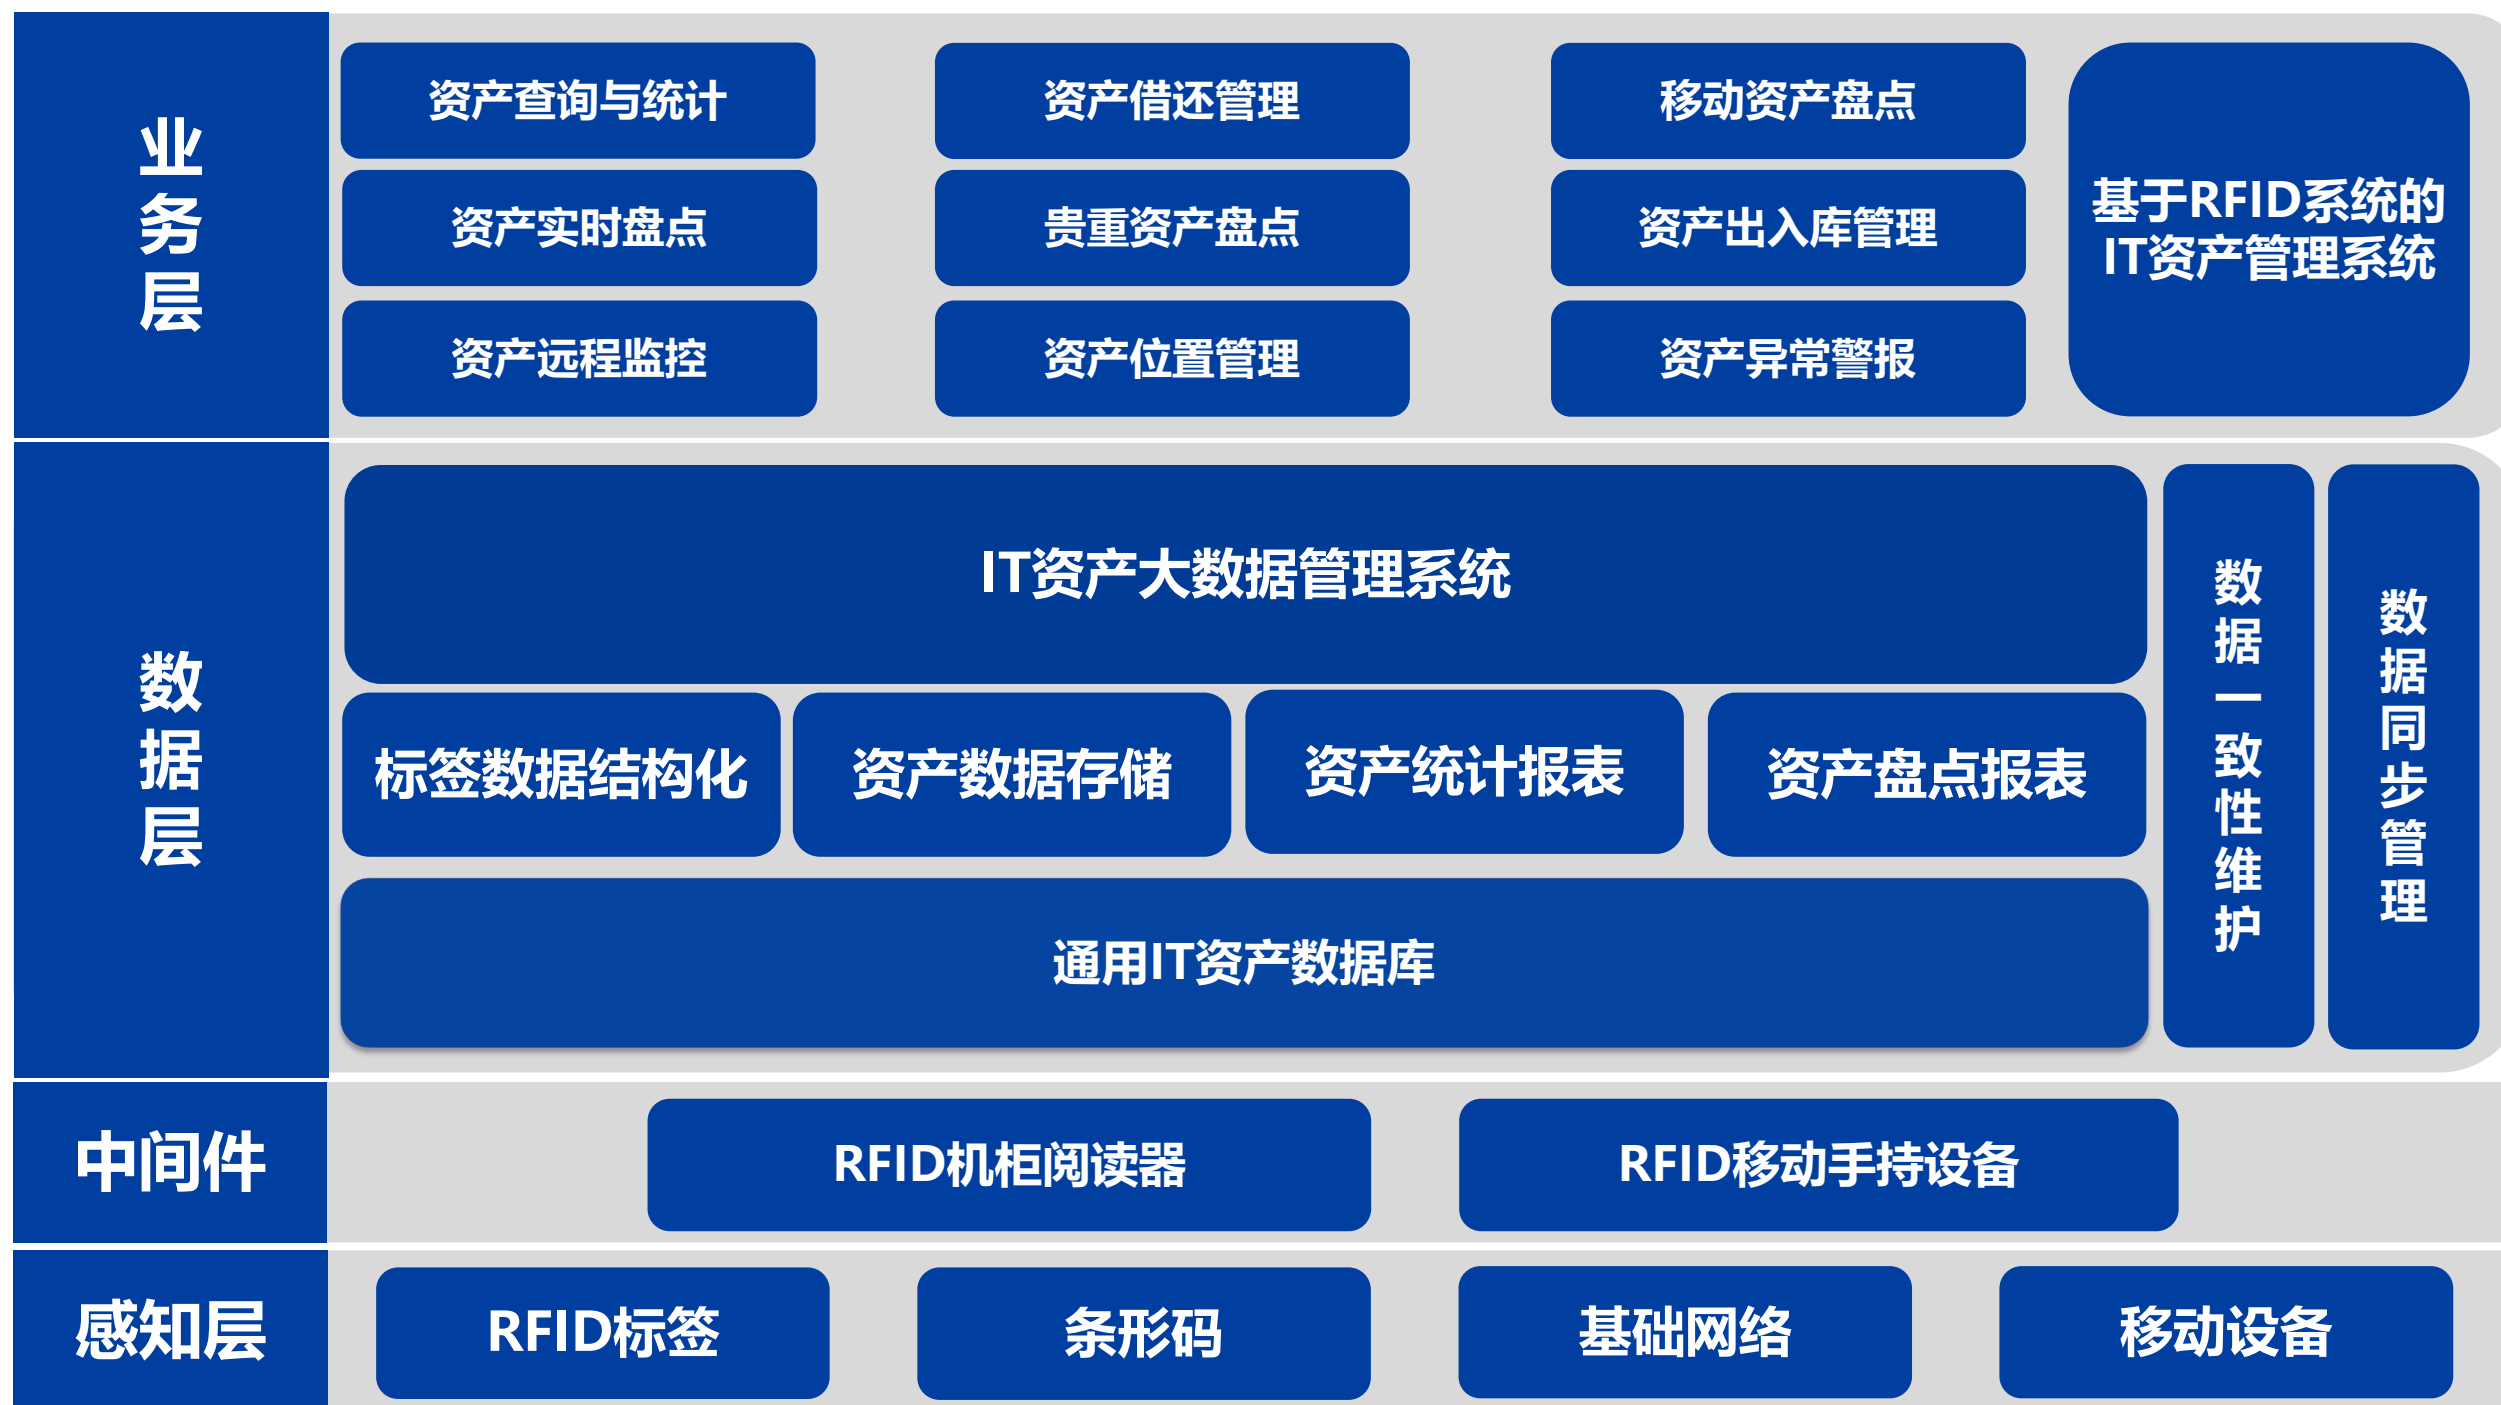 业务层
资产查询与统计
资产借还管理
移动资产盘点
资产实时盘点
贵重资产盘点
资产出入库管理
资产远程监控
资产位置管理
资产异常警报
基于RFID系统的
IT资产管理系统
数据层
IT资产大数据管理系统
标签数据结构化
资产数据存储
资产统计报表
资产盘点报表
通用IT资产数据库
数据一致性维护
数据同步管理
中间件
RFID机柜阅读器
RFID移动手持设备
感知层
RFID标签
条形码
基础网络
移动设备